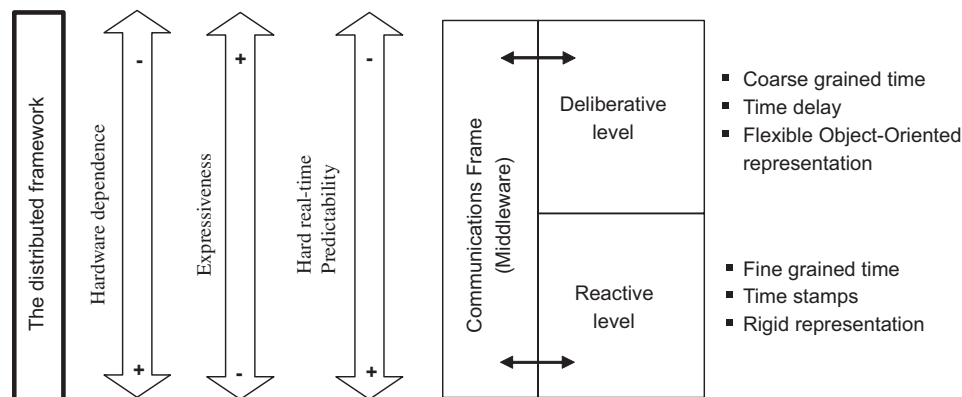 The distributed framework
Hardware dependence
-
+
Expressiveness
+
-
Hard real-time
Predictability
-
+
Communications Frame
(Middleware)
Deliberative
level
Reactive
level
▪ Coarse grained time
▪ Time delay
▪ Flexible Object-Oriented
representation
▪ Fine grained time
▪ Time stamps
▪ Rigid representation